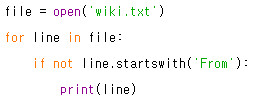 file = open('wiki.txt')
for line in file:
    if not line.startswith('From'):
        print(line)